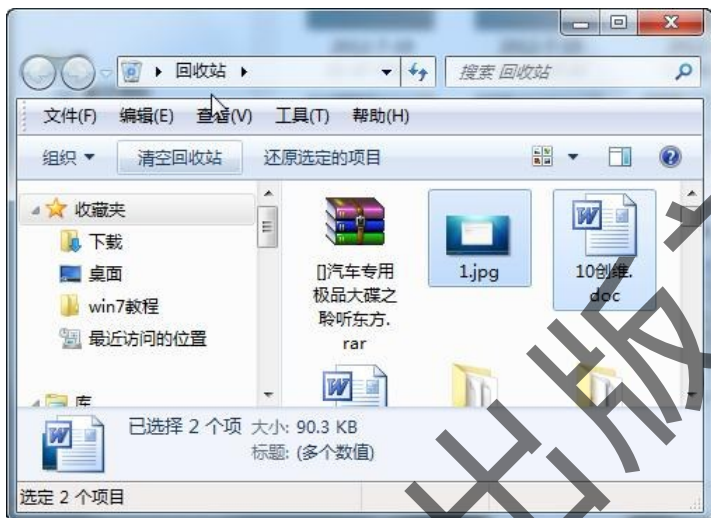 回收站
搜索 回收站
文件(F) 编辑(E) 查看(V) 工具(T) 帮助(H)
组织 清空回收站 还原选定的项目
收藏夹
下载
桌面
win7教程
最近访问的位置
库
[]汽车专用
极品大碟之
聆听东方.
rar
1.jpg
10创维.
doc
已选择 2 个项 大小: 90.3 KB
标题: (多个数值)
选定 2 个项目
出版